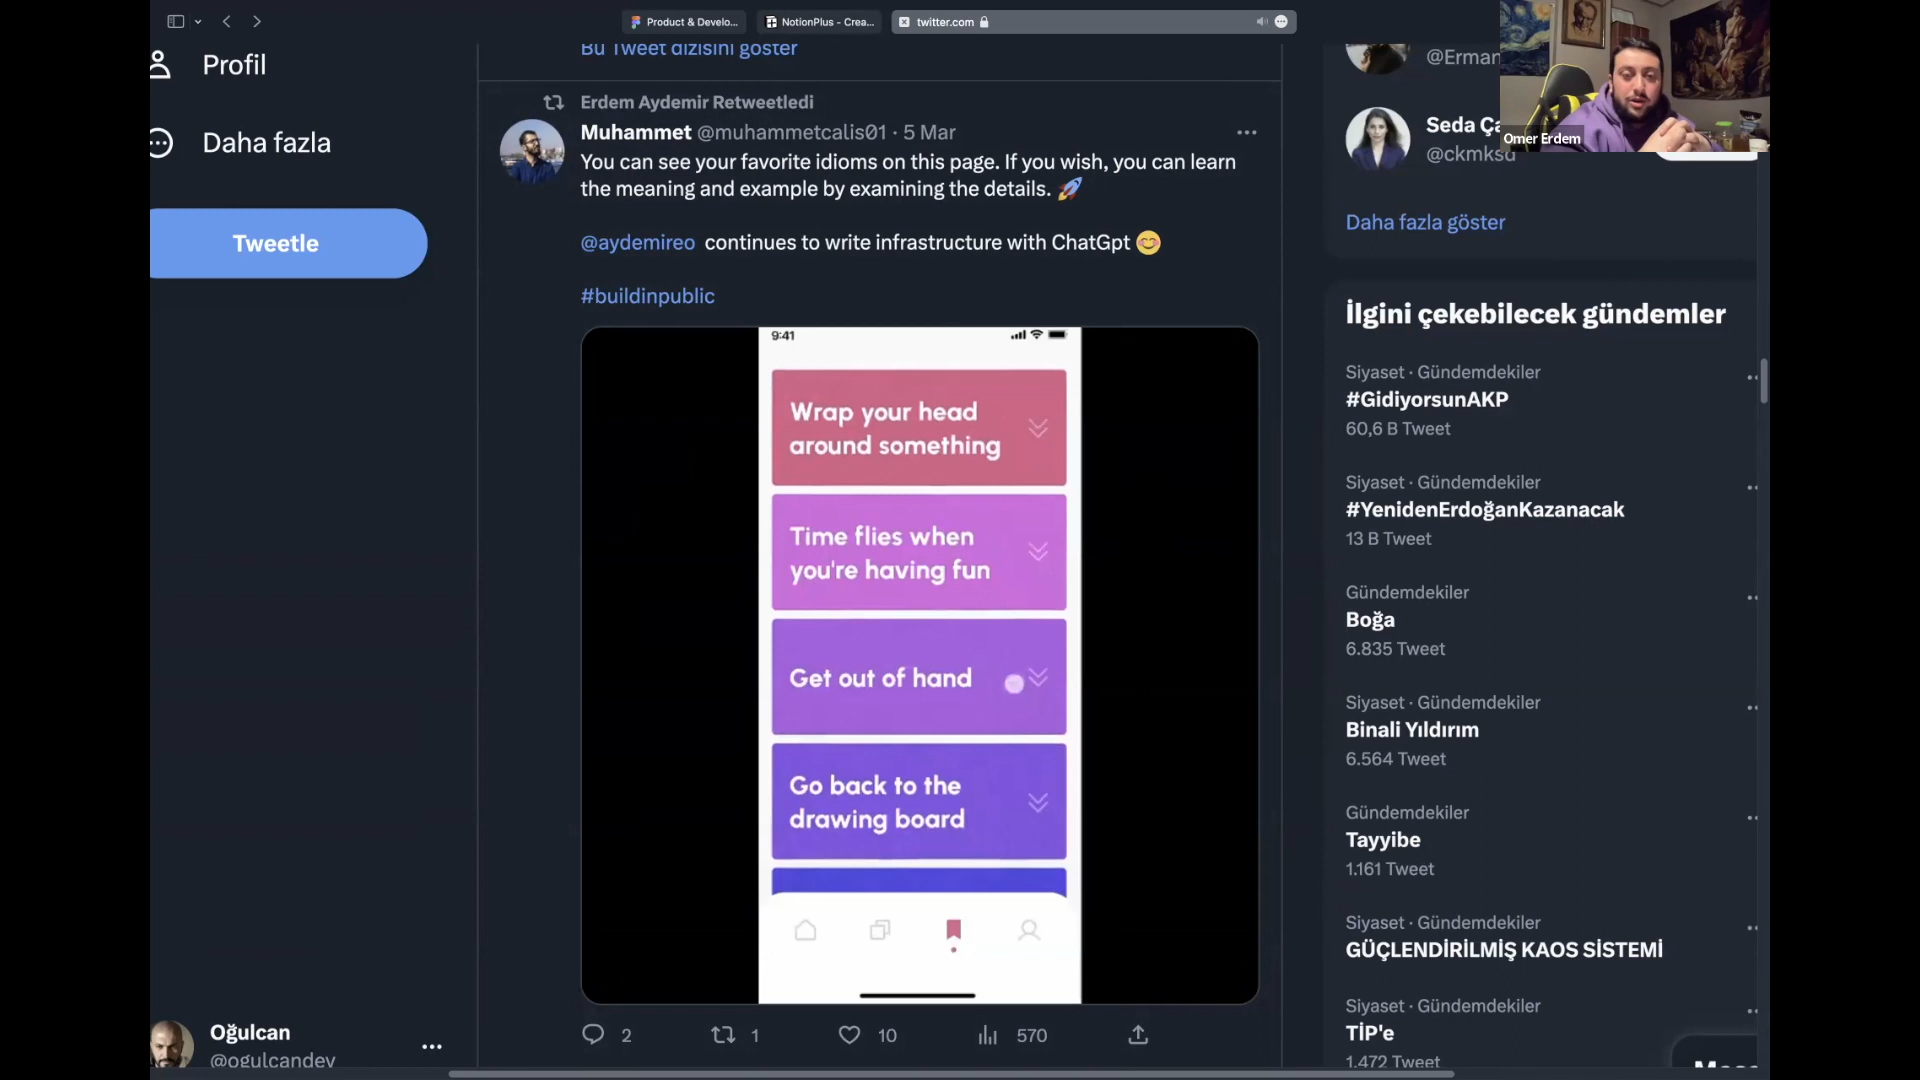 Product & Develo...
NotionPlus - Crea...
twitter.com
Profil
Daha fazla
Tweetle
Oğulcan
@ogulcandev
Bu Tweet dizisini göster
Erdem Aydemir Retweetledi
Muhammet @muhammetcalis01 · 5 Mar
You can see your favorite idioms on this page. If you wish, you can learn
the meaning and example by examining the details. 🚀
@aydemireo continues to write infrastructure with ChatGpt 😊
#buildinpublic
9:41
Wrap your head
around something
Time flies when
you're having fun
Get out of hand
Go back to the
drawing board
2
1
10
570
@Erman
Omer Erdem
Seda Ça
@ckmksd
Daha fazla göster
İlgini çekebilecek gündemler
Siyaset · Gündemdekiler
#GidiyorsunAKP
60,6 B Tweet
Siyaset · Gündemdekiler
#YenidenErdoğanKazanacak
13 B Tweet
Gündemdekiler
Boğa
6.835 Tweet
Siyaset · Gündemdekiler
Binali Yıldırım
6.564 Tweet
Gündemdekiler
Tayyibe
1.161 Tweet
Siyaset · Gündemdekiler
GÜÇLENDİRİLMİŞ KAOS SİSTEMİ
Siyaset · Gündemdekiler
TİP'e
1.472 Tweet